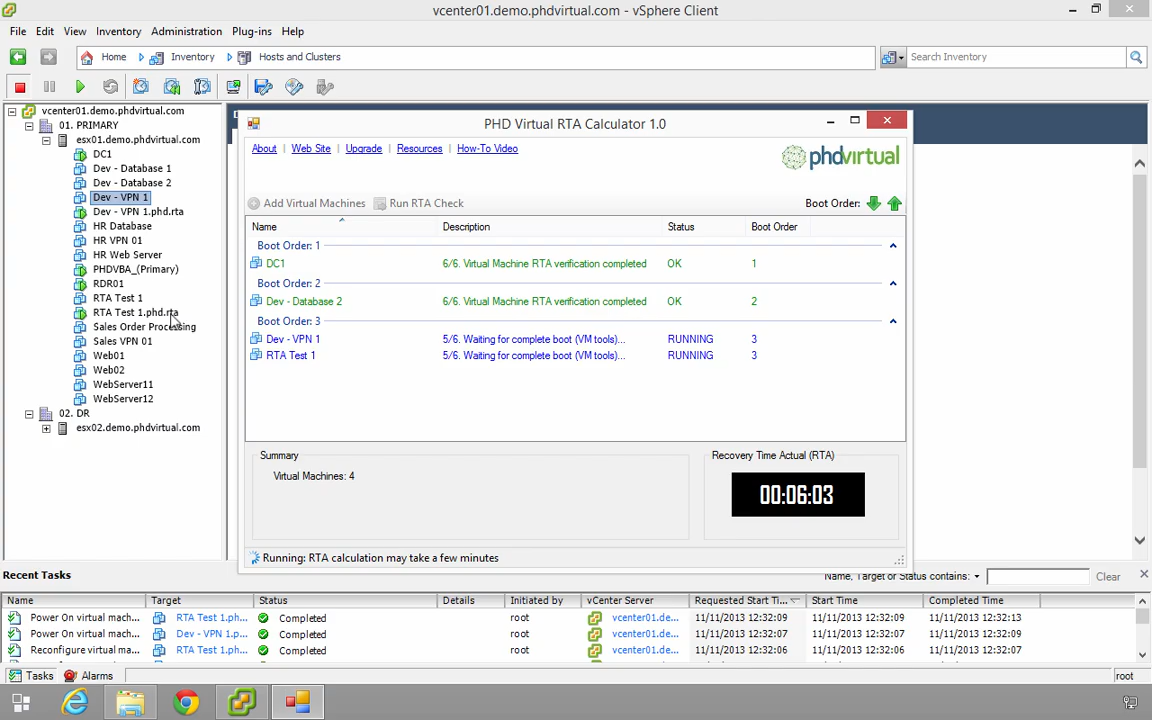 vcenter01.demo.phdvirtual.com - vSphere Client
File Edit View Inventory Administration Plug-ins Help
Home Inventory Hosts and Clusters Search Inventory
vcenter01.demo.phdvirtual.com
01. PRIMARY
esx01.demo.phdvirtual.com
DC1
Dev - Database 1
Dev - Database 2
Dev - VPN 1
Dev - VPN 1.phd.rta
HR Database
HR VPN 01
HR Web Server
PHDVBA_(Primary)
RDR01
RTA Test 1
RTA Test 1.phd.rta
Sales Order Processing
Sales VPN 01
Web01
Web02
WebServer11
WebServer12
02. DR
esx02.demo.phdvirtual.com
PHD Virtual RTA Calculator 1.0
About Web Site Upgrade Resources How-To Video
phdvirtual
Add Virtual Machines Run RTA Check Boot Order:
Name Description Status Boot Order
Boot Order: 1
DC1 6/6. Virtual Machine RTA verification completed OK 1
Boot Order: 2
Dev - Database 2 6/6. Virtual Machine RTA verification completed OK 2
Boot Order: 3
Dev - VPN 1 5/6. Waiting for complete boot (VM tools)... RUNNING 3
RTA Test 1 5/6. Waiting for complete boot (VM tools)... RUNNING 3
Summary Recovery Time Actual (RTA)
Virtual Machines: 4
00:06:03
Running: RTA calculation may take a few minutes
Recent Tasks Name, Target or Status contains: Clear
Name Target Status Details Initiated by vCenter Server Requested Start Ti... Start Time Completed Time
Power On virtual mach... RTA Test 1.ph... Completed root vcenter01.de... 11/11/2013 12:32:09 11/11/2013 12:32:09 11/11/2013 12:32:13
Power On virtual mach... Dev - VPN 1.p... Completed root vcenter01.de... 11/11/2013 12:32:07 11/11/2013 12:32:07 11/11/2013 12:32:09
Reconfigure virtual ma... RTA Test 1.ph... Completed root vcenter01.de... 11/11/2013 12:32:06 11/11/2013 12:32:06 11/11/2013 12:32:07
Tasks Alarms root